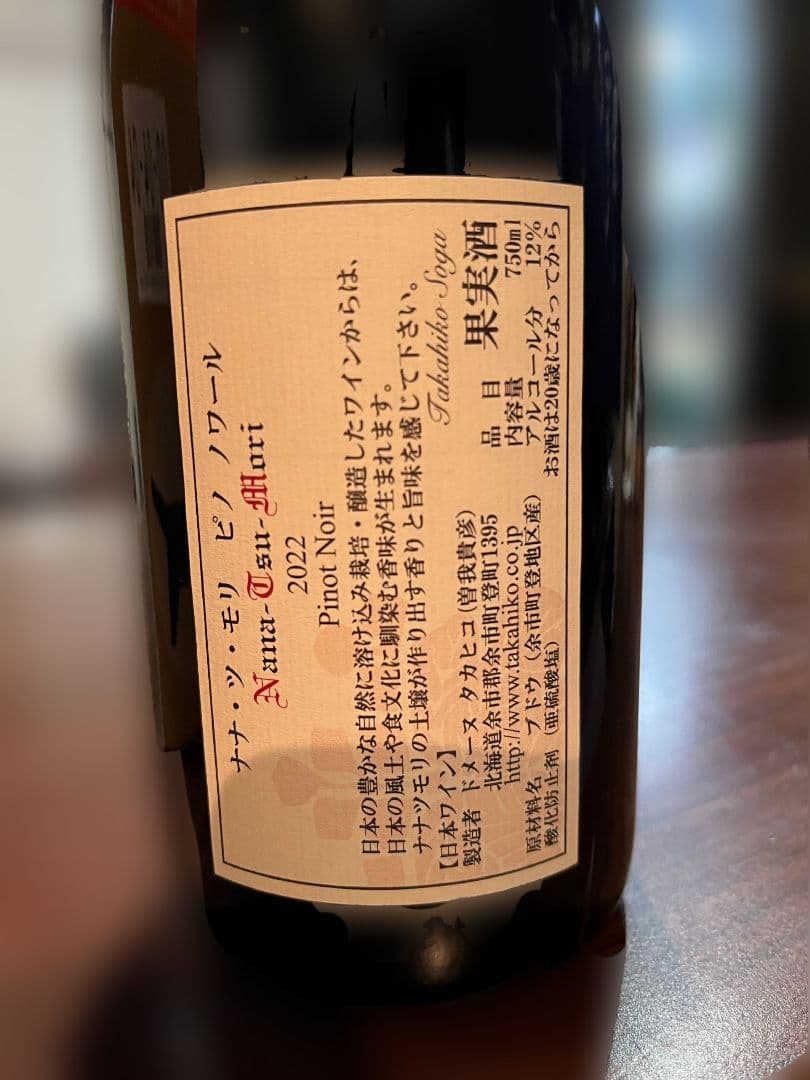 ナナ・ツ・モリ ピノ ノワール
Nana-Tsu-Mori
2022
Pinot Noir
日本の豊かな自然に溶け込み栽培・醸造したワインからは、
日本の風土や食文化に馴染む香味が生まれます。
ナナツモリの土壌が作り出す香りと旨味を感じて下さい。
Takahiko Soga
【日本ワイン】
製造者 ドメーヌ タカヒコ(曽我貴彦)
北海道余市郡余市町登町1395
http://www.takahiko.co.jp
原材料名 ブドウ(余市町登地区産)
酸化防止剤(亜硫酸塩)
品目 果実酒
内容量 750ml
アルコール分 12%
お酒は20歳になってから